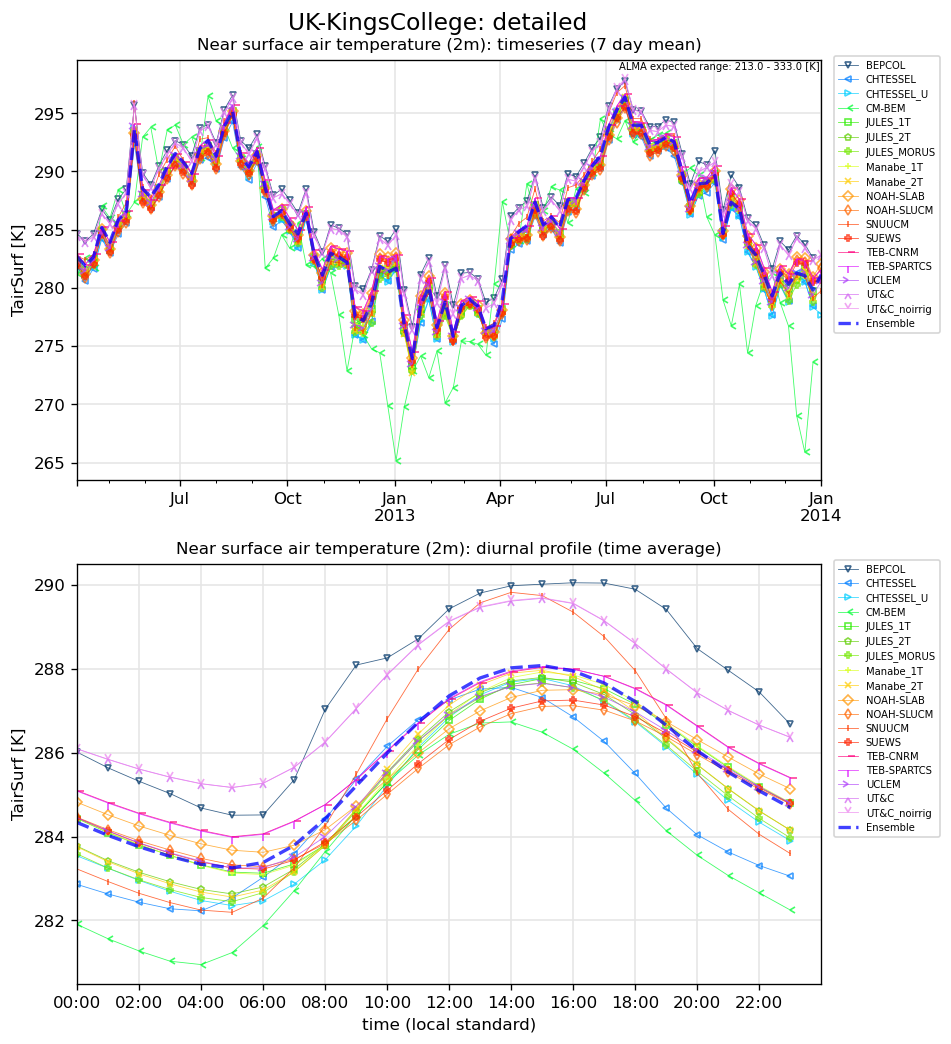 UK-KingsCollege: detailed
Near surface air temperature (2m): timeseries (7 day mean)
ALMA expected range: 213.0 - 333.0 [K]
TairSurf [K]
295
290
285
280
275
270
265
Jul
Oct
Jan
2013
Apr
Jul
Oct
Jan
2014
BEPCOL
CHTESSEL
CHTESSEL_U
CM-BEM
JULES_1T
JULES_2T
JULES_MORUS
Manabe_1T
Manabe_2T
NOAH-SLAB
NOAH-SLUCM
SNUUCM
SUEWS
TEB-CNRM
TEB-SPARTCS
UCLEM
UT&C
UT&C_noirrig
Ensemble
Near surface air temperature (2m): diurnal profile (time average)
TairSurf [K]
290
288
286
284
282
00:00
02:00
04:00
06:00
08:00
10:00
12:00
14:00
16:00
18:00
20:00
22:00
time (local standard)
BEPCOL
CHTESSEL
CHTESSEL_U
CM-BEM
JULES_1T
JULES_2T
JULES_MORUS
Manabe_1T
Manabe_2T
NOAH-SLAB
NOAH-SLUCM
SNUUCM
SUEWS
TEB-CNRM
TEB-SPARTCS
UCLEM
UT&C
UT&C_noirrig
Ensemble